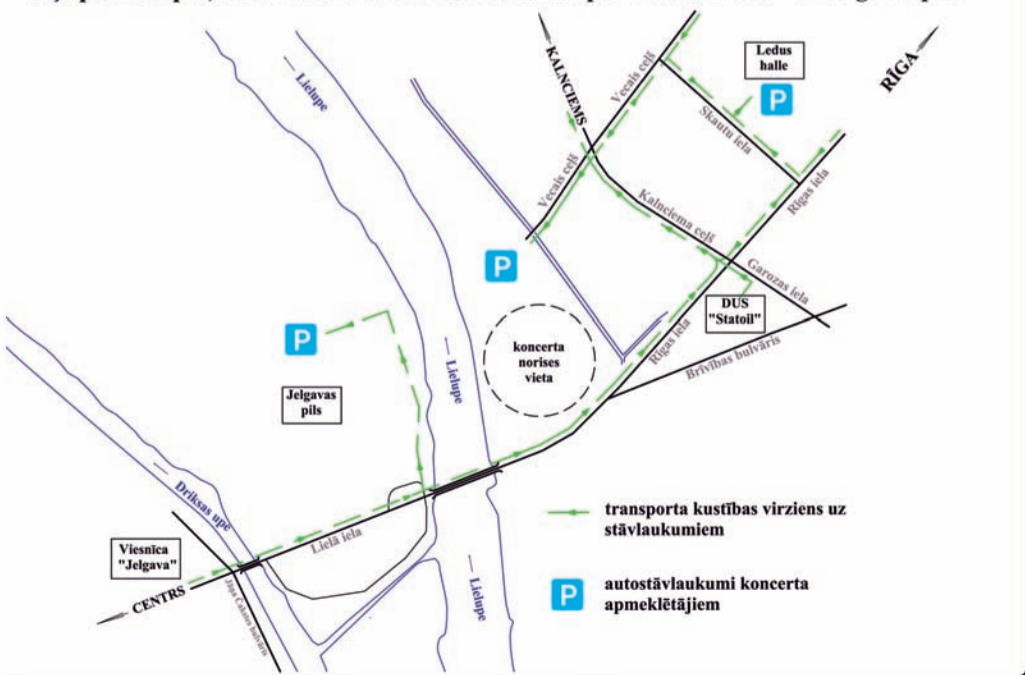 Ledus
halle
P
RĪGA
KALNCIEMS
Vecais ceļš
Lielupe
Skautu iela
Rīgas iela
Vecais ceļš
Kalnciema ceļš
Garozas iela
P
DUS
"Statoil"
P
koncerta
norises
vieta
Rīgas iela
Brīvības bulvāris
Lielupe
Jelgavas
pils
Driksas upe
Lielā iela
transporta kustības virziens uz
stāvlaukumiem
Viesnīca
"Jelgava"
CENTRS
Jāņa Čakstes bulvāris
Lielupe
P
autostāvlaukumi koncerta
apmeklētājiem